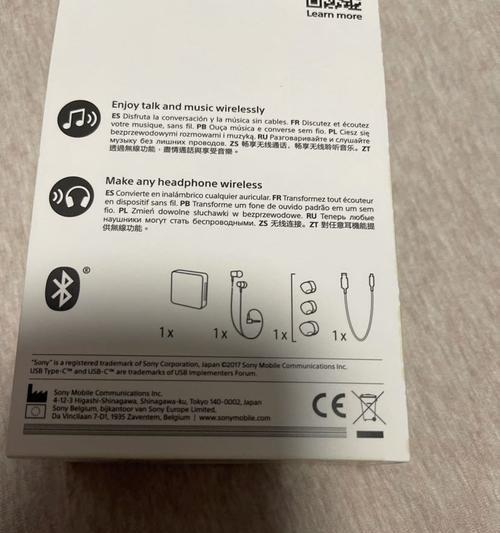 Learn more
Enjoy talk and music wirelessly
ES Disfruta la conversación y la música sin cables. FR Discutez et écoutez
votre musique, sans fil. PB Ouça música e converse sem fio. PL Ciesz się
bezprzewodowymi rozmowami i muzyką. RU Разговаривайте и слушайте
музыку без лишних проводов. ZS 畅享无线通话，畅享无线聆听音乐。 ZT
透過無線功能，盡情通話與享受音樂。
Make any headphone wireless
ES Convierte en inalámbrico cualquier auricular. FR Transformez tout écouteur
en dispositif sans fil. PB Transforme um fone de ouvido padrão em um sem
fio. PL Zmień dowolne słuchawki w bezprzewodowe. RU Теперь любые
наушники могут стать беспроводными. ZS 无线连接。 ZT 對任意耳機能提
供無線功能。
®
1 x 1 x 1 x 1 x
"Sony" is a registered trademark of Sony Corporation, Japan ©2017 Sony Mobile Communications Inc.
USB Type-C™ and USB-C™ are trademarks of USB Implementers Forum.
Sony Mobile Communications Inc.
4-12-3 Higashi-Shinagawa, Shinagawa-ku, Tokyo 140-0002, Japan
Sony Belgium, bijkantoor van Sony Europe Limited,
Da Vincilaan 7-D1, 1935 Zaventem, Belgium | www.sonymobile.com
CE